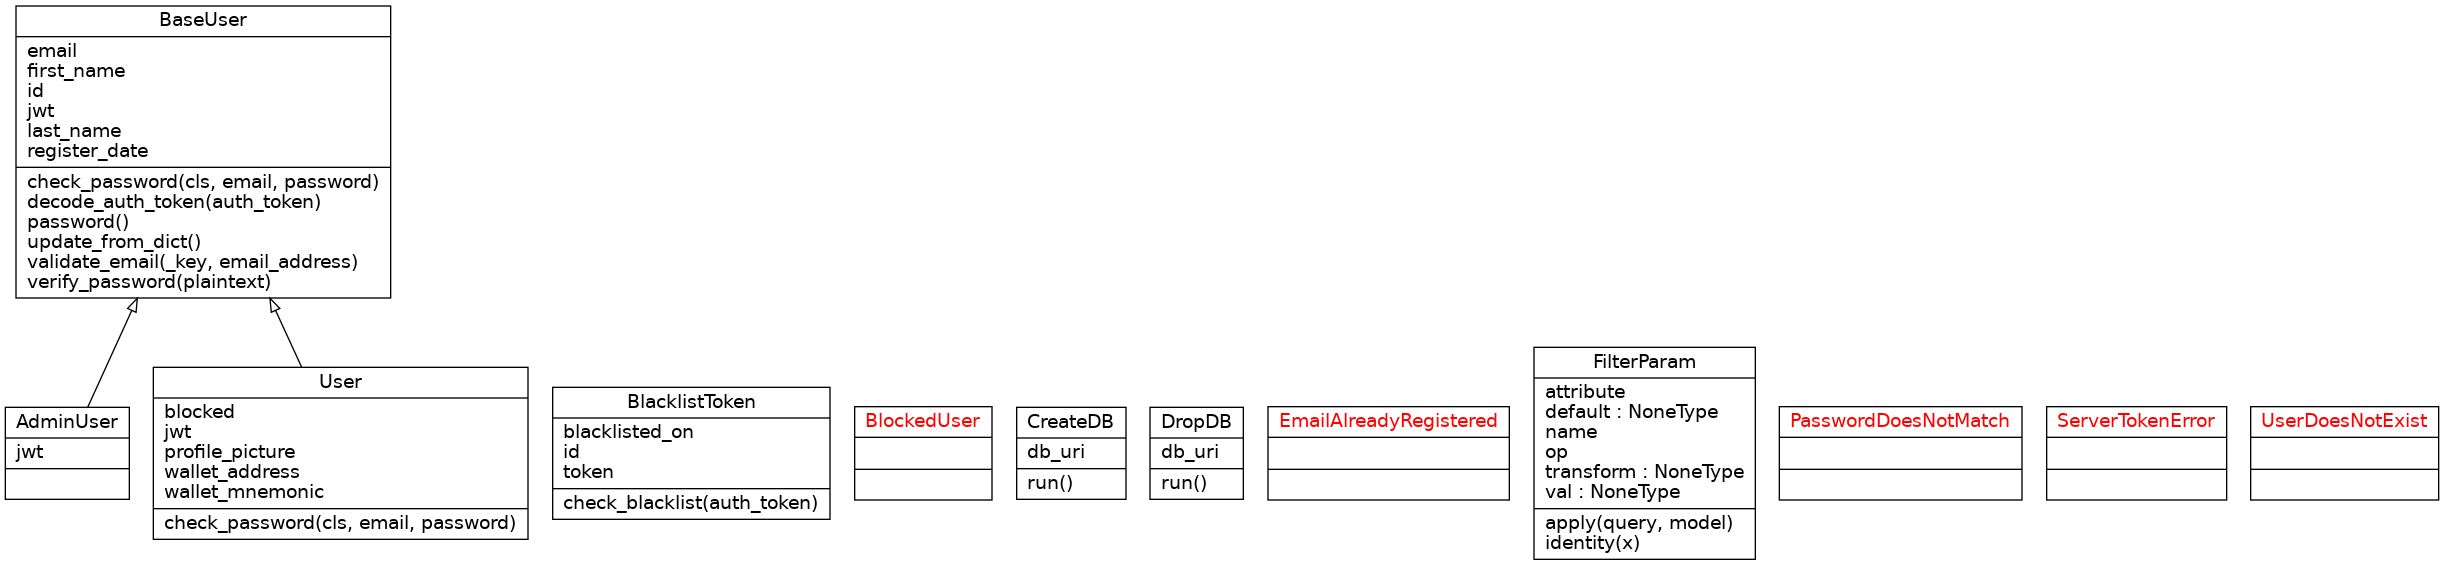 BaseUser
email
first_name
id
jwt
last_name
register_date
check_password(cls, email, password)
decode_auth_token(auth_token)
password()
update_from_dict()
validate_email(_key, email_address)
verify_password(plaintext)
AdminUser
jwt
User
blocked
jwt
profile_picture
wallet_address
wallet_mnemonic
check_password(cls, email, password)
BlacklistToken
blacklisted_on
id
token
check_blacklist(auth_token)
BlockedUser
CreateDB
db_uri
run()
DropDB
db_uri
run()
EmailAlreadyRegistered
FilterParam
attribute
default : NoneType
name
op
transform : NoneType
val : NoneType
apply(query, model)
identity(x)
PasswordDoesNotMatch
ServerTokenError
UserDoesNotExist